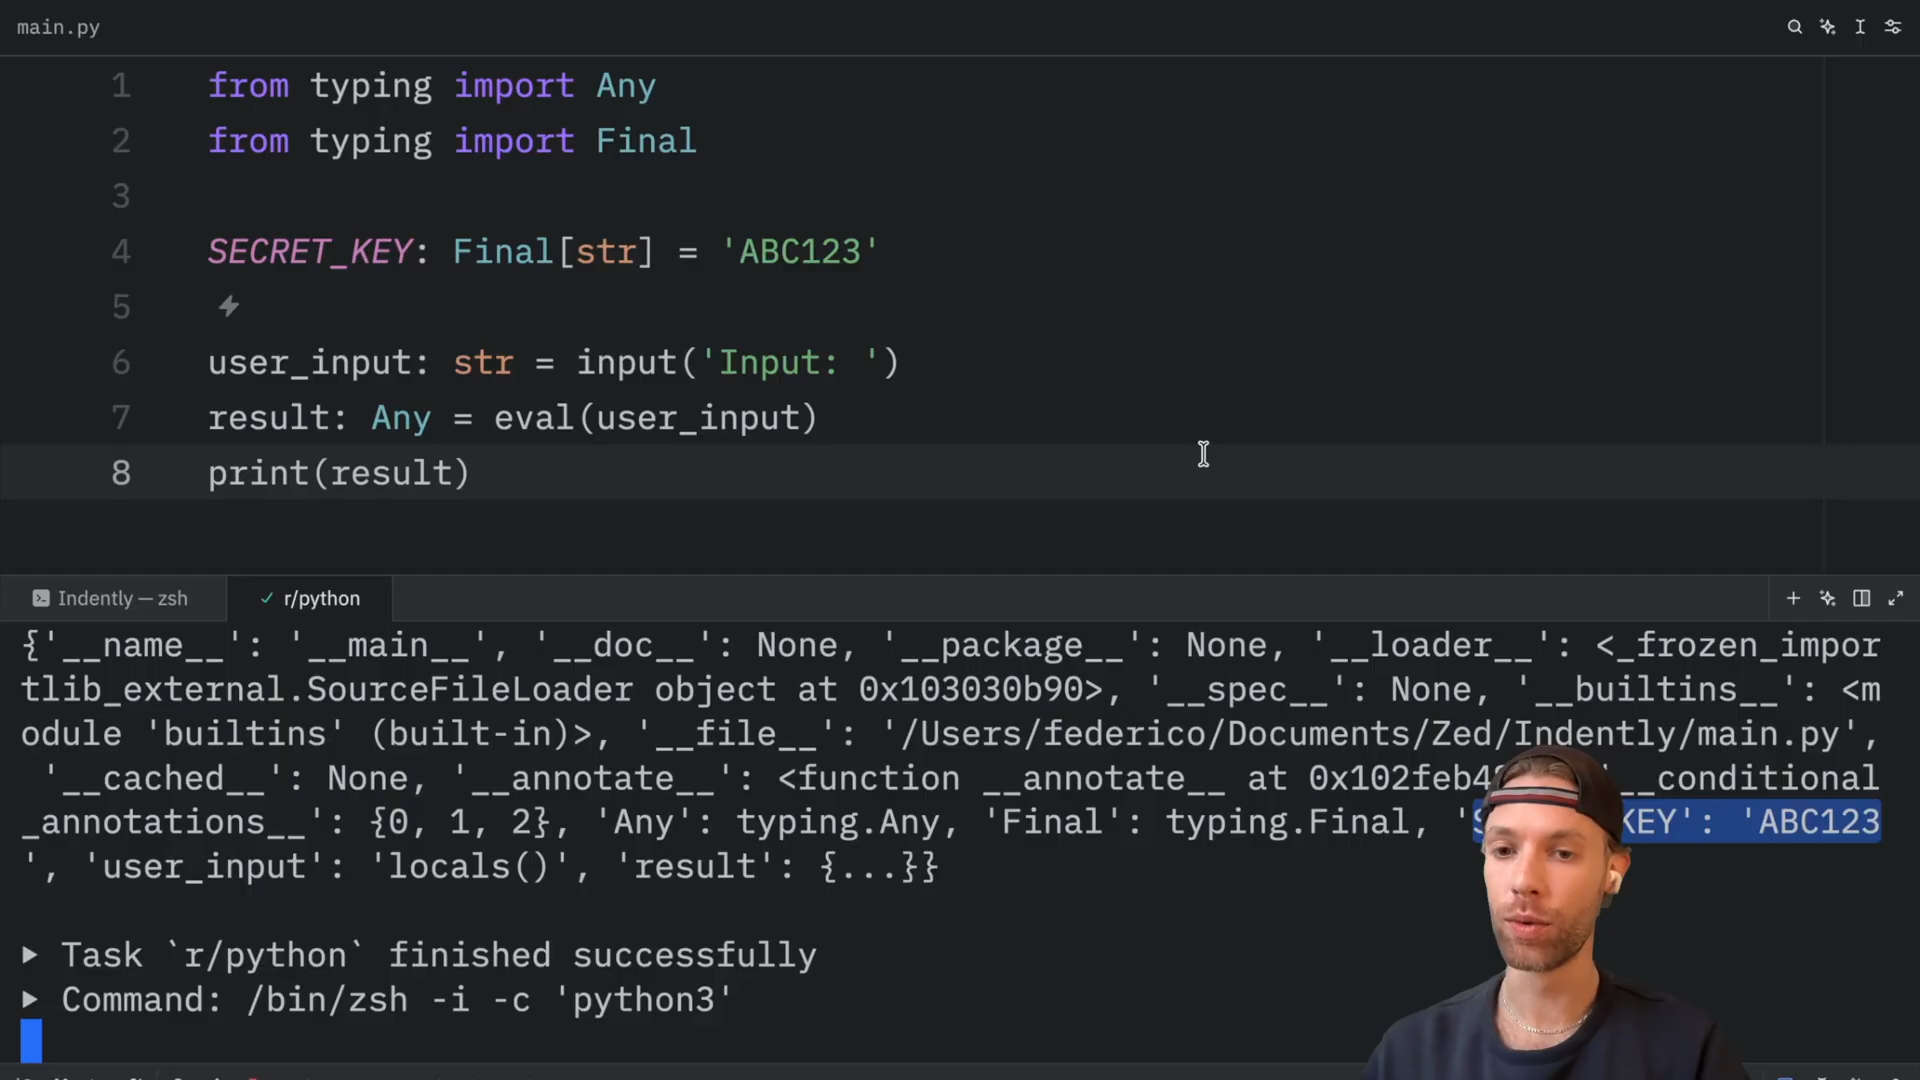 main.py
1 from typing import Any
2 from typing import Final
3
4 SECRET_KEY: Final[str] = 'ABC123'
5
6 user_input: str = input('Input: ')
7 result: Any = eval(user_input)
8 print(result)
Indently — zsh
r/python
{'__name__': '__main__', '__doc__': None, '__package__': None, '__loader__': <_frozen_impor
tlib_external.SourceFileLoader object at 0x103030b90>, '__spec__': None, '__builtins__': <m
odule 'builtins' (built-in)>, '__file__': '/Users/federico/Documents/Zed/Indently/main.py',
'__cached__': None, '__annotate__': <function __annotate__ at 0x102feb4 __conditional
_annotations__': {0, 1, 2}, 'Any': typing.Any, 'Final': typing.Final, 'S KEY': 'ABC123
', 'user_input': 'locals()', 'result': {...}}
Task `r/python` finished successfully
Command: /bin/zsh -i -c 'python3'